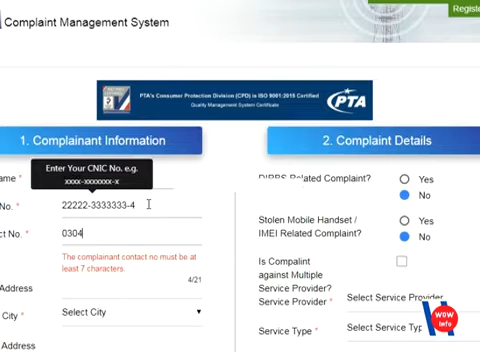 Register
Complaint Management System
PTA's Consumer Protection Division (CPD) is ISO 9001:2015 Certified
Quality Management System Certificate
PTA
1. Complainant Information
2. Complaint Details
Enter Your CNIC No. e.g.
xxxx-xxxxxxx-x
ame *
No. *
22222-3333333-4
ct No. *
0304
The complainant contact no must be at
least 7 characters.
4/21
Address
City *
Select City
Address
Related Complaint?
Yes
No
Stolen Mobile Handset /
IMEI Related Complaint?
Yes
No
Is Compalint
against Multiple
Service Provider?
Service Provider *
Select Service Provider
Service Type *
Select Service Typ
WOW
Info